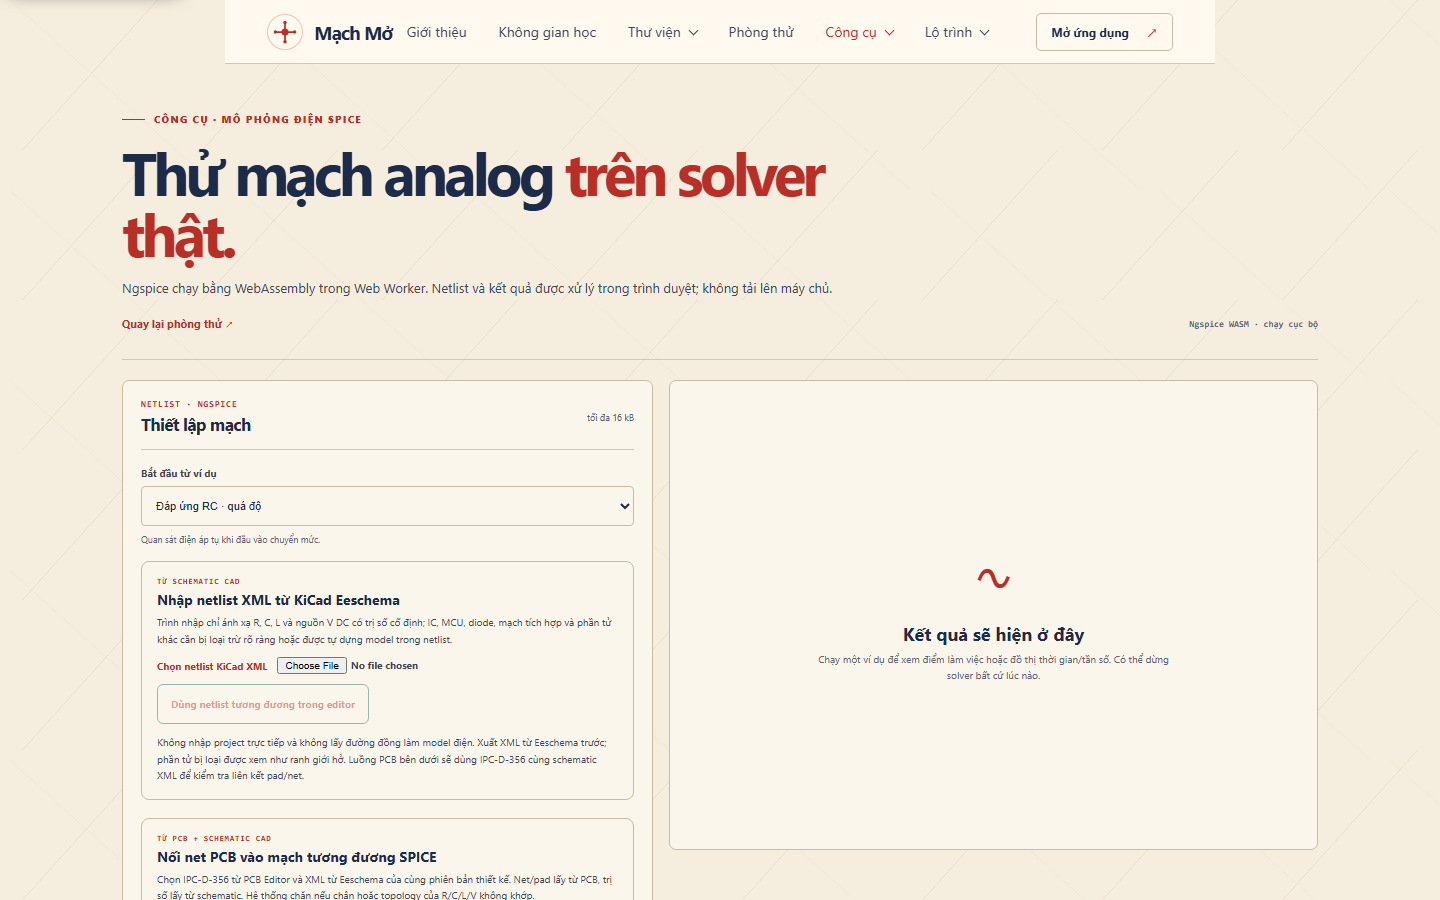 Mạch Mở
Giới thiệu
Không gian học
Thư viện
Phòng thử
Công cụ
Lộ trình
Mở ứng dụng ↗
CÔNG CỤ · MÔ PHỎNG ĐIỆN SPICE
Thử mạch analog trên solver
thật.
Ngspice chạy bằng WebAssembly trong Web Worker. Netlist và kết quả được xử lý trong trình duyệt; không tải lên máy chủ.
Quay lại phòng thử ↗
Ngspice WASM · chạy cục bộ
NETLIST · NGSPICE
Thiết lập mạch
tối đa 16 kB
Bắt đầu từ ví dụ
Đáp ứng RC · quá độ
Quan sát điện áp tụ khi đầu vào chuyển mức.
TỪ SCHEMATIC CAD
Nhập netlist XML từ KiCad Eeschema
Trình nhập chỉ ánh xạ R, C, L và nguồn V DC có trị số cố định; IC, MCU, diode, mạch tích hợp và phần tử
khác cần bị loại trừ rõ ràng hoặc được tự dựng model trong netlist.
Chọn netlist KiCad XML
Choose File
No file chosen
Dùng netlist tương đương trong editor
Không nhập project trực tiếp và không lấy đường đồng làm model điện. Xuất XML từ Eeschema trước;
phần tử bị loại được xem như ranh giới hở. Luồng PCB bên dưới sẽ dùng IPC-D-356 cùng schematic
XML để kiểm tra liên kết pad/net.
TỪ PCB + SCHEMATIC CAD
Nối net PCB vào mạch tương đương SPICE
Chọn IPC-D-356 từ PCB Editor và XML từ Eeschema của cùng phiên bản thiết kế. Net/pad lấy từ PCB, trị
số lấy từ schematic. Hệ thống chặn nếu chân hoặc topology của R/C/L/V không khớp.
Kết quả sẽ hiện ở đây
Chạy một ví dụ để xem điểm làm việc hoặc đồ thị thời gian/tần số. Có thể dừng
solver bất cứ lúc nào.